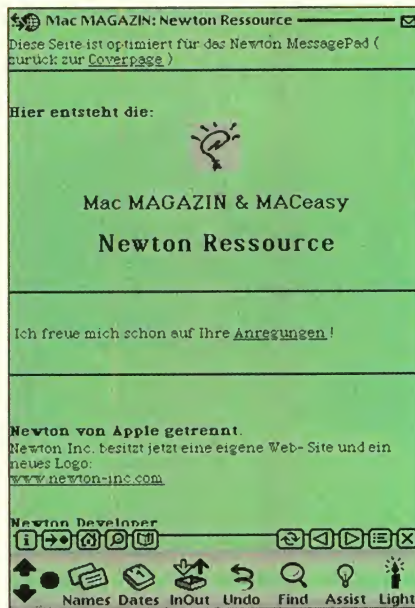 Mac MAGAZIN: Newton Ressource
Diese Seite ist optimiert für das Newton MessagePad (
zurück zur Coverpage )
Hier entsteht die:
Mac MAGAZIN & MACeasy
Newton Ressource
Ich freue mich schon auf Ihre Anregungen !
Newton von Apple getrennt.
Newton Inc. besitzt jetzt eine eigene Web-Site und ein
neues Logo:
www.newton-inc.com
Newton Developer
Names Dates InOut Undo Find Assist Light